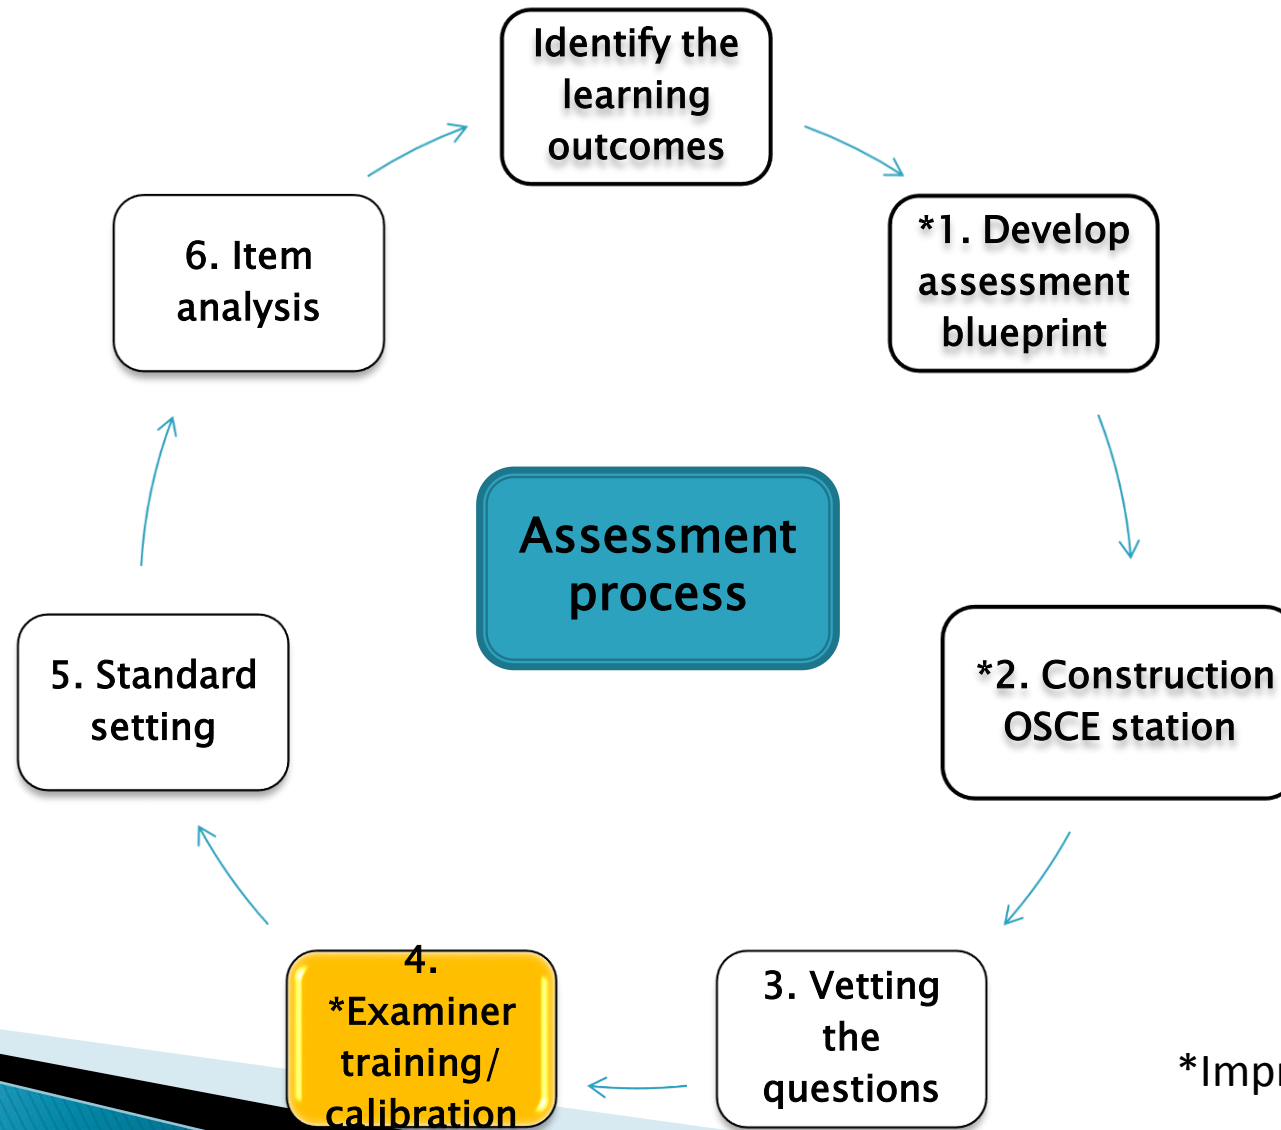 Identify the
learning
outcomes
*1. Develop
assessment
blueprint
*2. Construction
OSCE station
3. Vetting
the
questions
4.
*Examiner
training/
calibration
5. Standard
setting
6. Item
analysis
Assessment
process